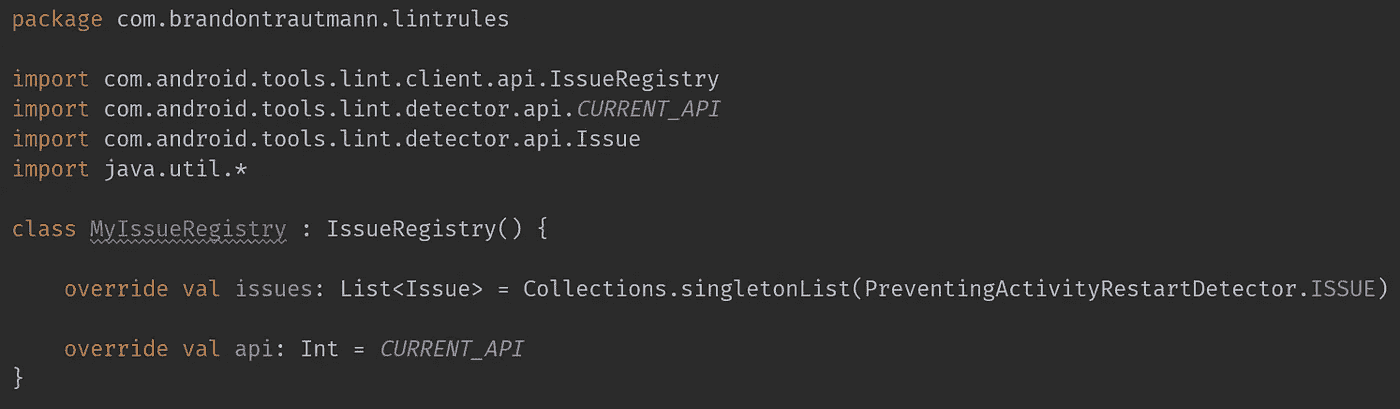 package com.brandontrautmann.lintrules
import com.android.tools.lint.client.api.IssueRegistry
import com.android.tools.lint.detector.api.CURRENT_API
import com.android.tools.lint.detector.api.Issue
import java.util.*
class MyIssueRegistry : IssueRegistry() {
    override val issues: List<Issue> = Collections.singletonList(PreventingActivityRestartDetector.ISSUE)
    override val api: Int = CURRENT_API
}